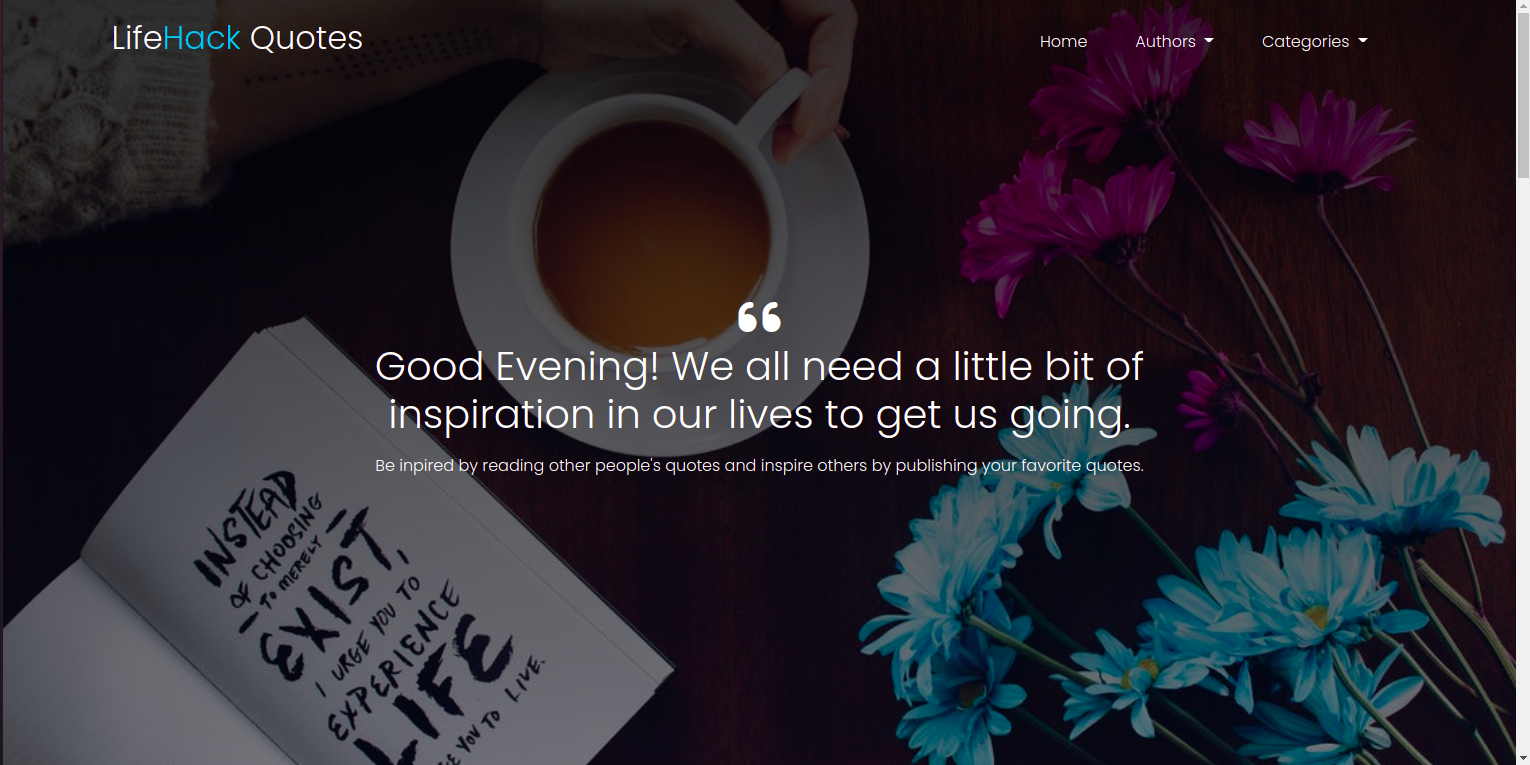 LifeHack Quotes
Home
Authors
Categories
“
Good Evening! We all need a little bit of
inspiration in our lives to get us going.
Be inpired by reading other people's quotes and inspire others by publishing your favorite quotes.
INSTEAD
OF CHOOSING
TO MERELY
EXIST,
I URGE YOU TO
EXPERIENCE
LIFE
YOU TO LIVE.